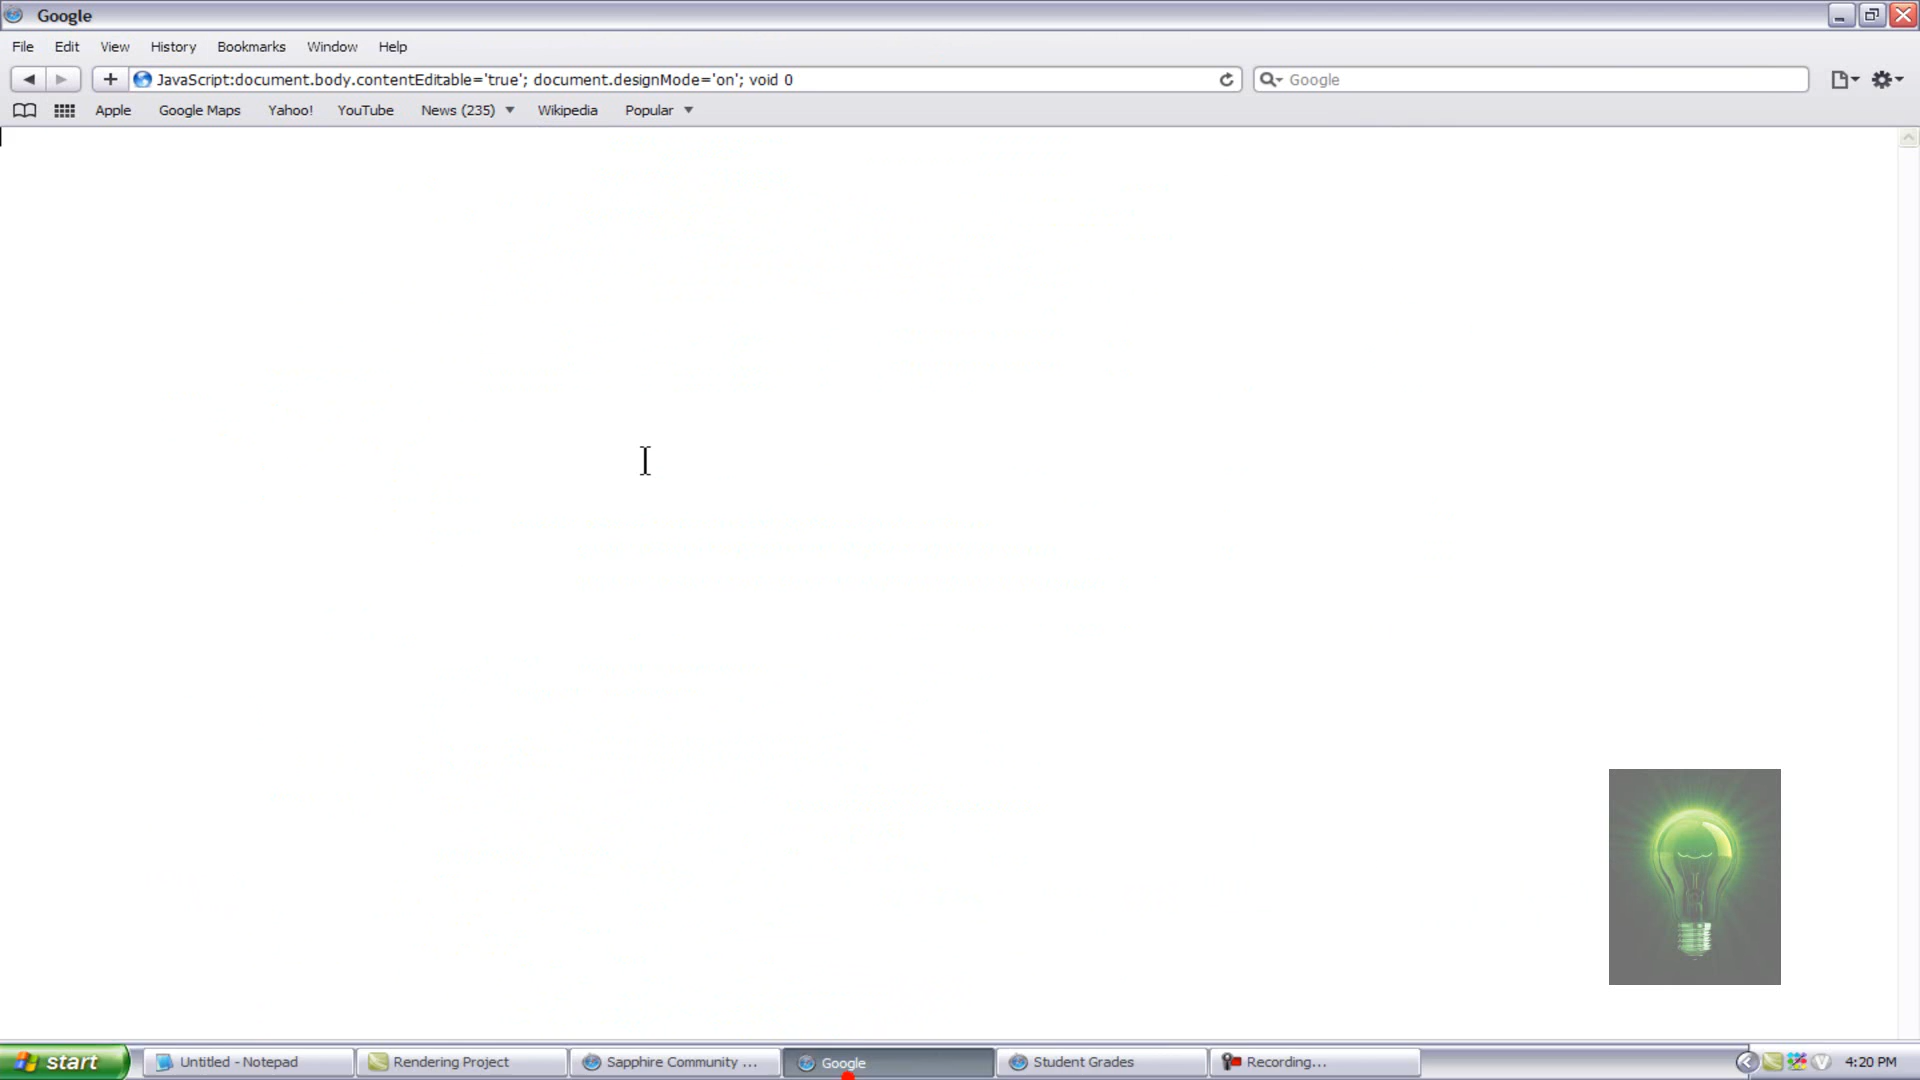 Google
File Edit View History Bookmarks Window Help
JavaScript:document.body.contentEditable='true'; document.designMode='on'; void 0
Google
Apple Google Maps Yahoo! YouTube News (235) Wikipedia Popular
start Untitled - Notepad Rendering Project Sapphire Community ... Google Student Grades Recording... 4:20 PM